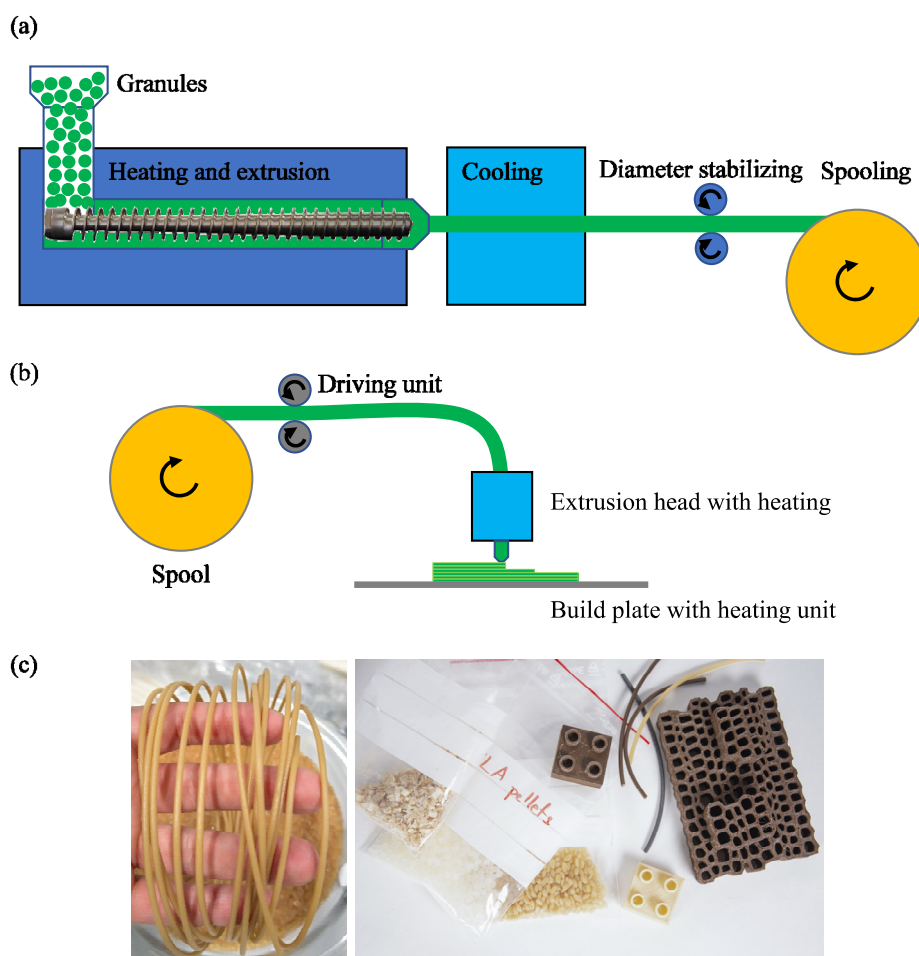 (a)
Granules
Heating and extrusion
Cooling
Diameter stabilizing
Spooling
(b)
Driving unit
Extrusion head with heating
Spool
Build plate with heating unit
(c)
LA
pellets